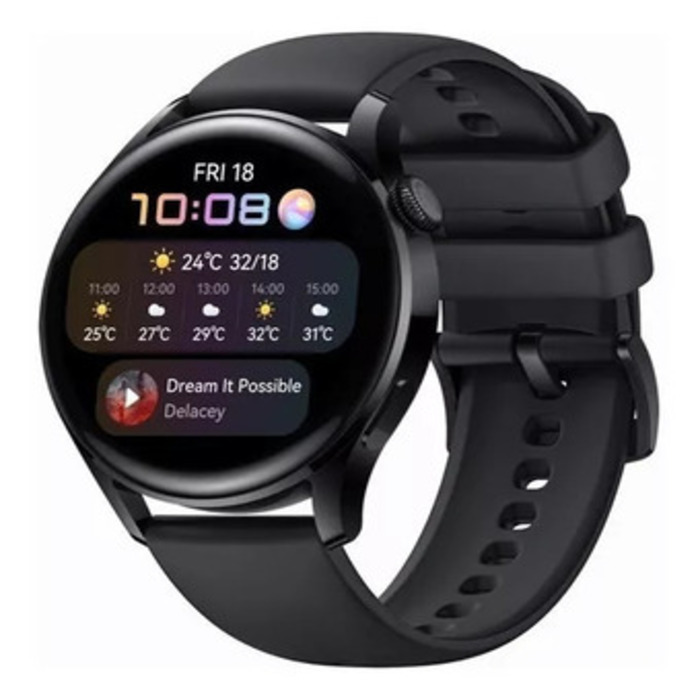 FRI 18
10:08
24°C 32/18
11:00 12:00 13:00 14:00 15:00
25°C 27°C 29°C 32°C 31°C
Dream It Possible
Delacey